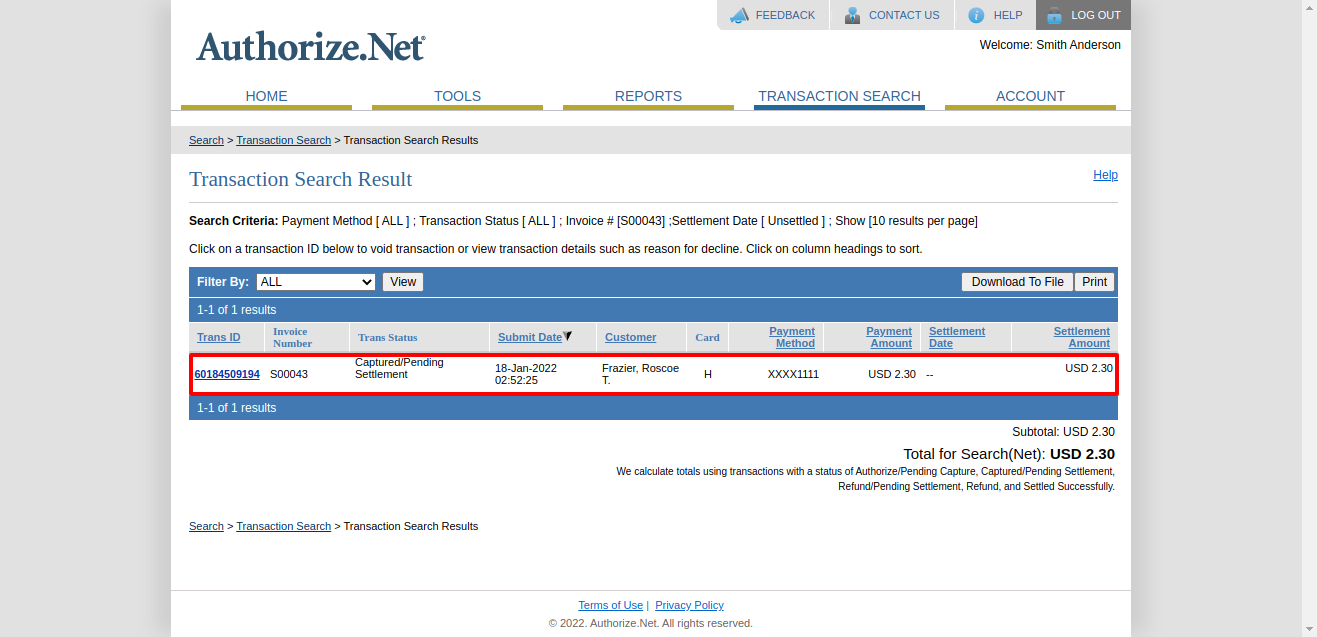 FEEDBACK CONTACT US HELP LOG OUT
Authorize.Net®
Welcome: Smith Anderson
HOME TOOLS REPORTS TRANSACTION SEARCH ACCOUNT
Search > Transaction Search > Transaction Search Results
Transaction Search Result Help
Search Criteria: Payment Method [ ALL ] ; Transaction Status [ ALL ] ; Invoice # [S00043] ;Settlement Date [ Unsettled ] ; Show [10 results per page]
Click on a transaction ID below to void transaction or view transaction details such as reason for decline. Click on column headings to sort.
Filter By: ALL View Download To File Print
1-1 of 1 results
Trans ID Invoice Number Trans Status Submit Date Customer Card Payment Method Payment Amount Settlement Date Settlement Amount
60184509194 S00043 Captured/Pending Settlement 18-Jan-2022 02:52:25 Frazier, Roscoe T. H XXXX1111 USD 2.30 -- USD 2.30
1-1 of 1 results
Subtotal: USD 2.30
Total for Search(Net): USD 2.30
We calculate totals using transactions with a status of Authorize/Pending Capture, Captured/Pending Settlement,
Refund/Pending Settlement, Refund, and Settled Successfully.
Search > Transaction Search > Transaction Search Results
Terms of Use | Privacy Policy
© 2022. Authorize.Net. All rights reserved.